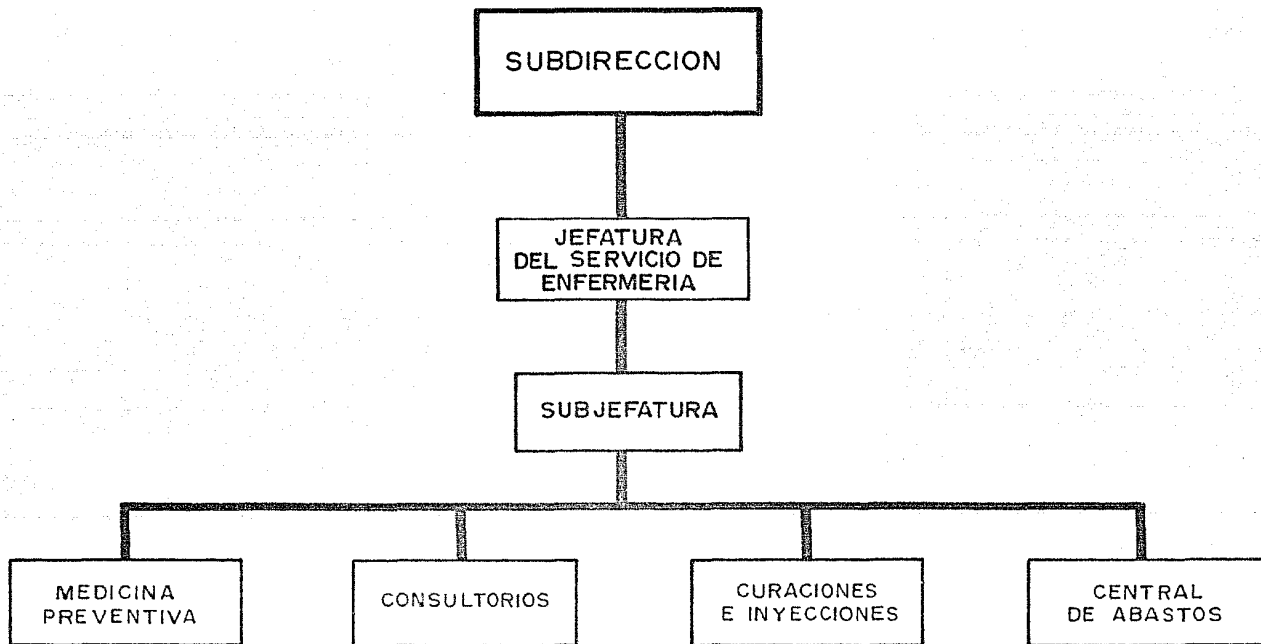 SUBDIRECCION
JEFATURA
DEL SERVICIO DE
ENFERMERIA
SUBJEFATURA
MEDICINA
PREVENTIVA
CONSULTORIOS
CURACIONES
E INYECCIONES
CENTRAL
DE ABASTOS